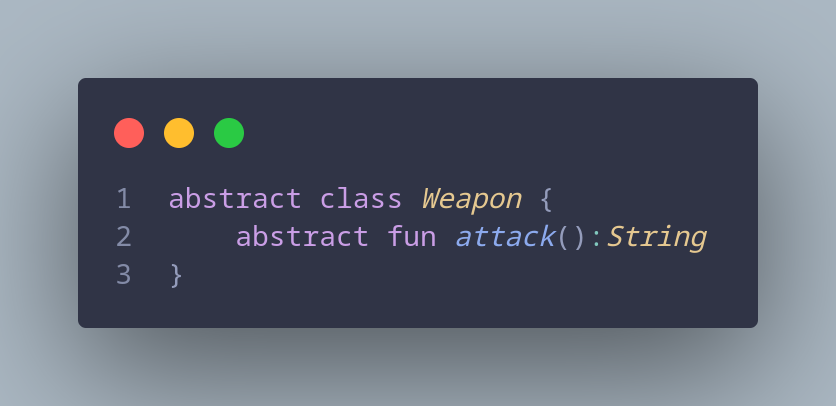 1 abstract class Weapon {
2     abstract fun attack():String
3 }